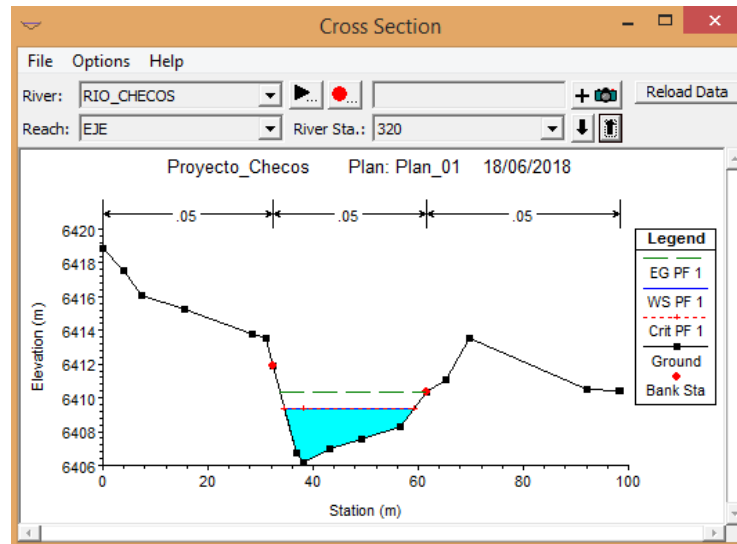 Cross Section
File Options Help
River: RIO_CHECOS ... ... + Reload Data
Reach: EJE River Sta.: 320
Proyecto_Checos Plan: Plan_01 18/06/2018
.05 .05 .05
Legend
EG PF 1
WS PF 1
Crit PF 1
Ground
Bank Sta
Elevation (m)
6420
6418
6416
6414
6412
6410
6408
6406
0 20 40 60 80 100
Station (m)